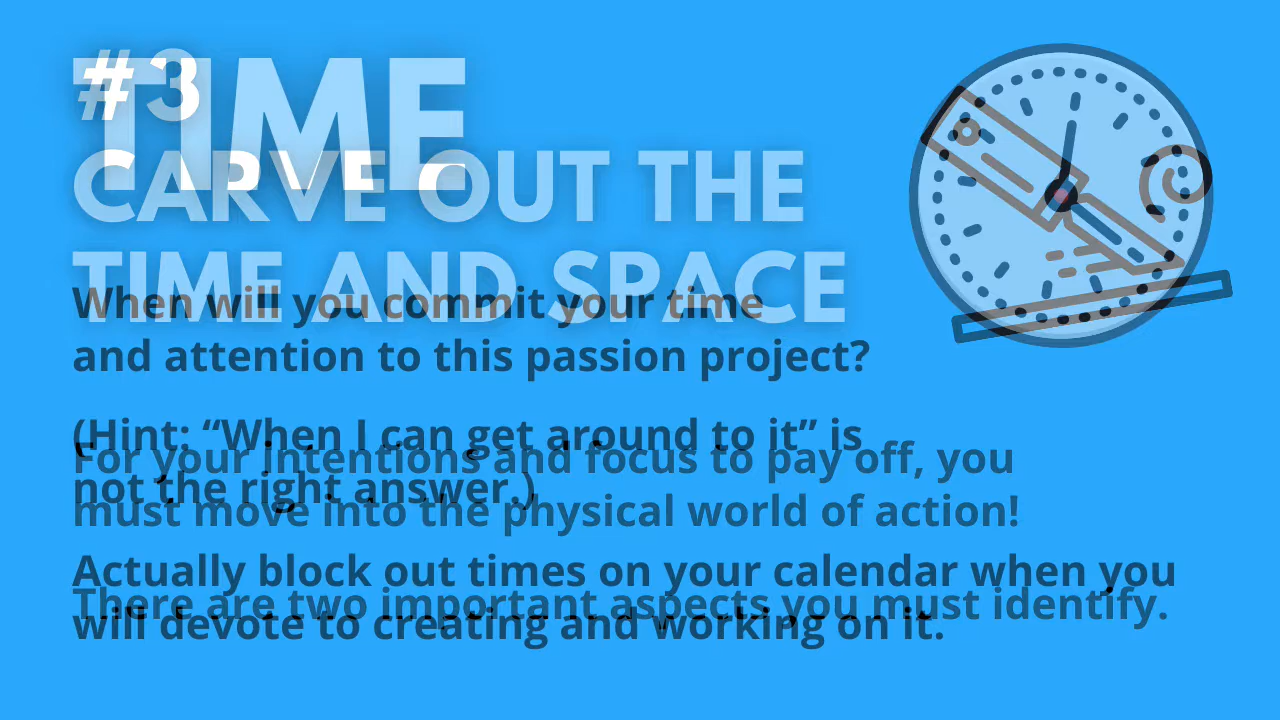 #3
CARVE OUT THE
TIME AND SPACE
For your intentions and focus to pay off, you
must move into the physical world of action!
There are two important aspects you must identify.
TIME
When will you commit your time
and attention to this passion project?
(Hint: “When I can get around to it” is
not the right answer.)
Actually block out times on your calendar when you
will devote to creating and working on it.